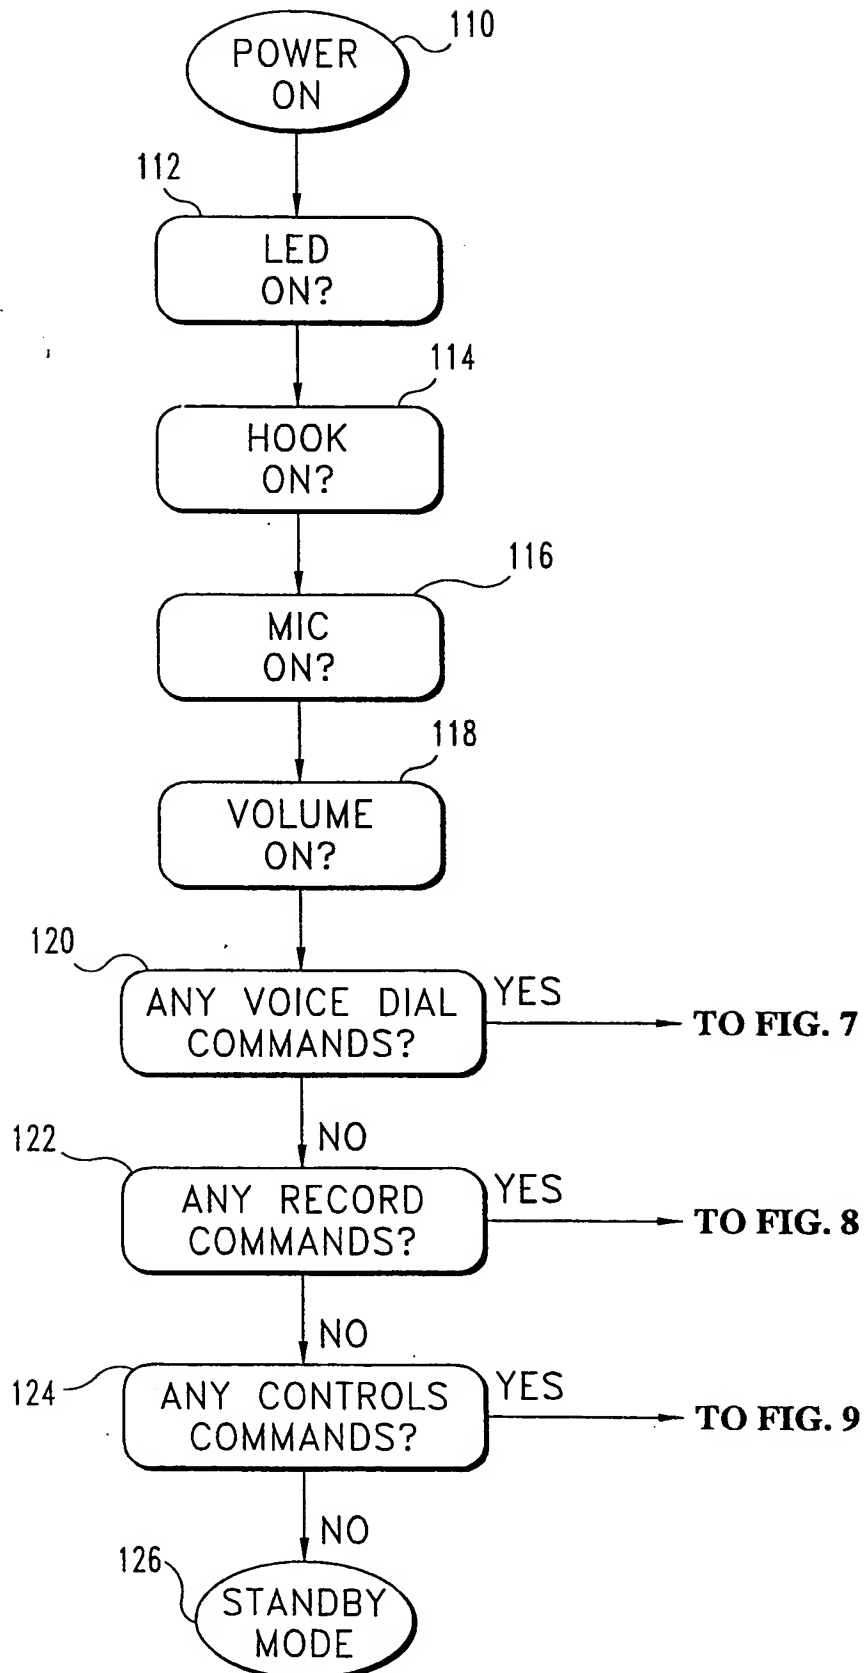 110
POWER
ON
112
LED
ON?
114
HOOK
ON?
116
MIC
ON?
118
VOLUME
ON?
120
ANY VOICE DIAL
COMMANDS?
YES
TO FIG. 7
NO
122
ANY RECORD
COMMANDS?
YES
TO FIG. 8
NO
124
ANY CONTROLS
COMMANDS?
YES
TO FIG. 9
NO
126
STANDBY
MODE